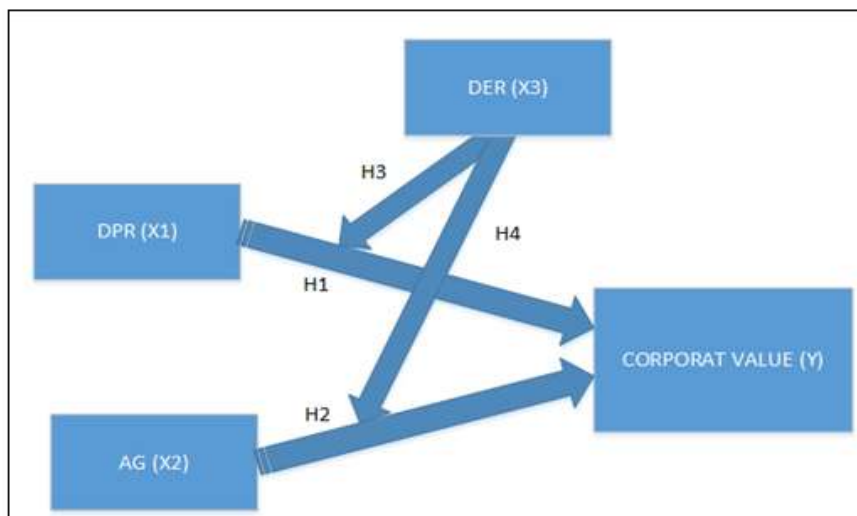 DER (X3)
H3
DPR (X1)
H4
H1
CORPORAT VALUE (Y)
H2
AG (X2)